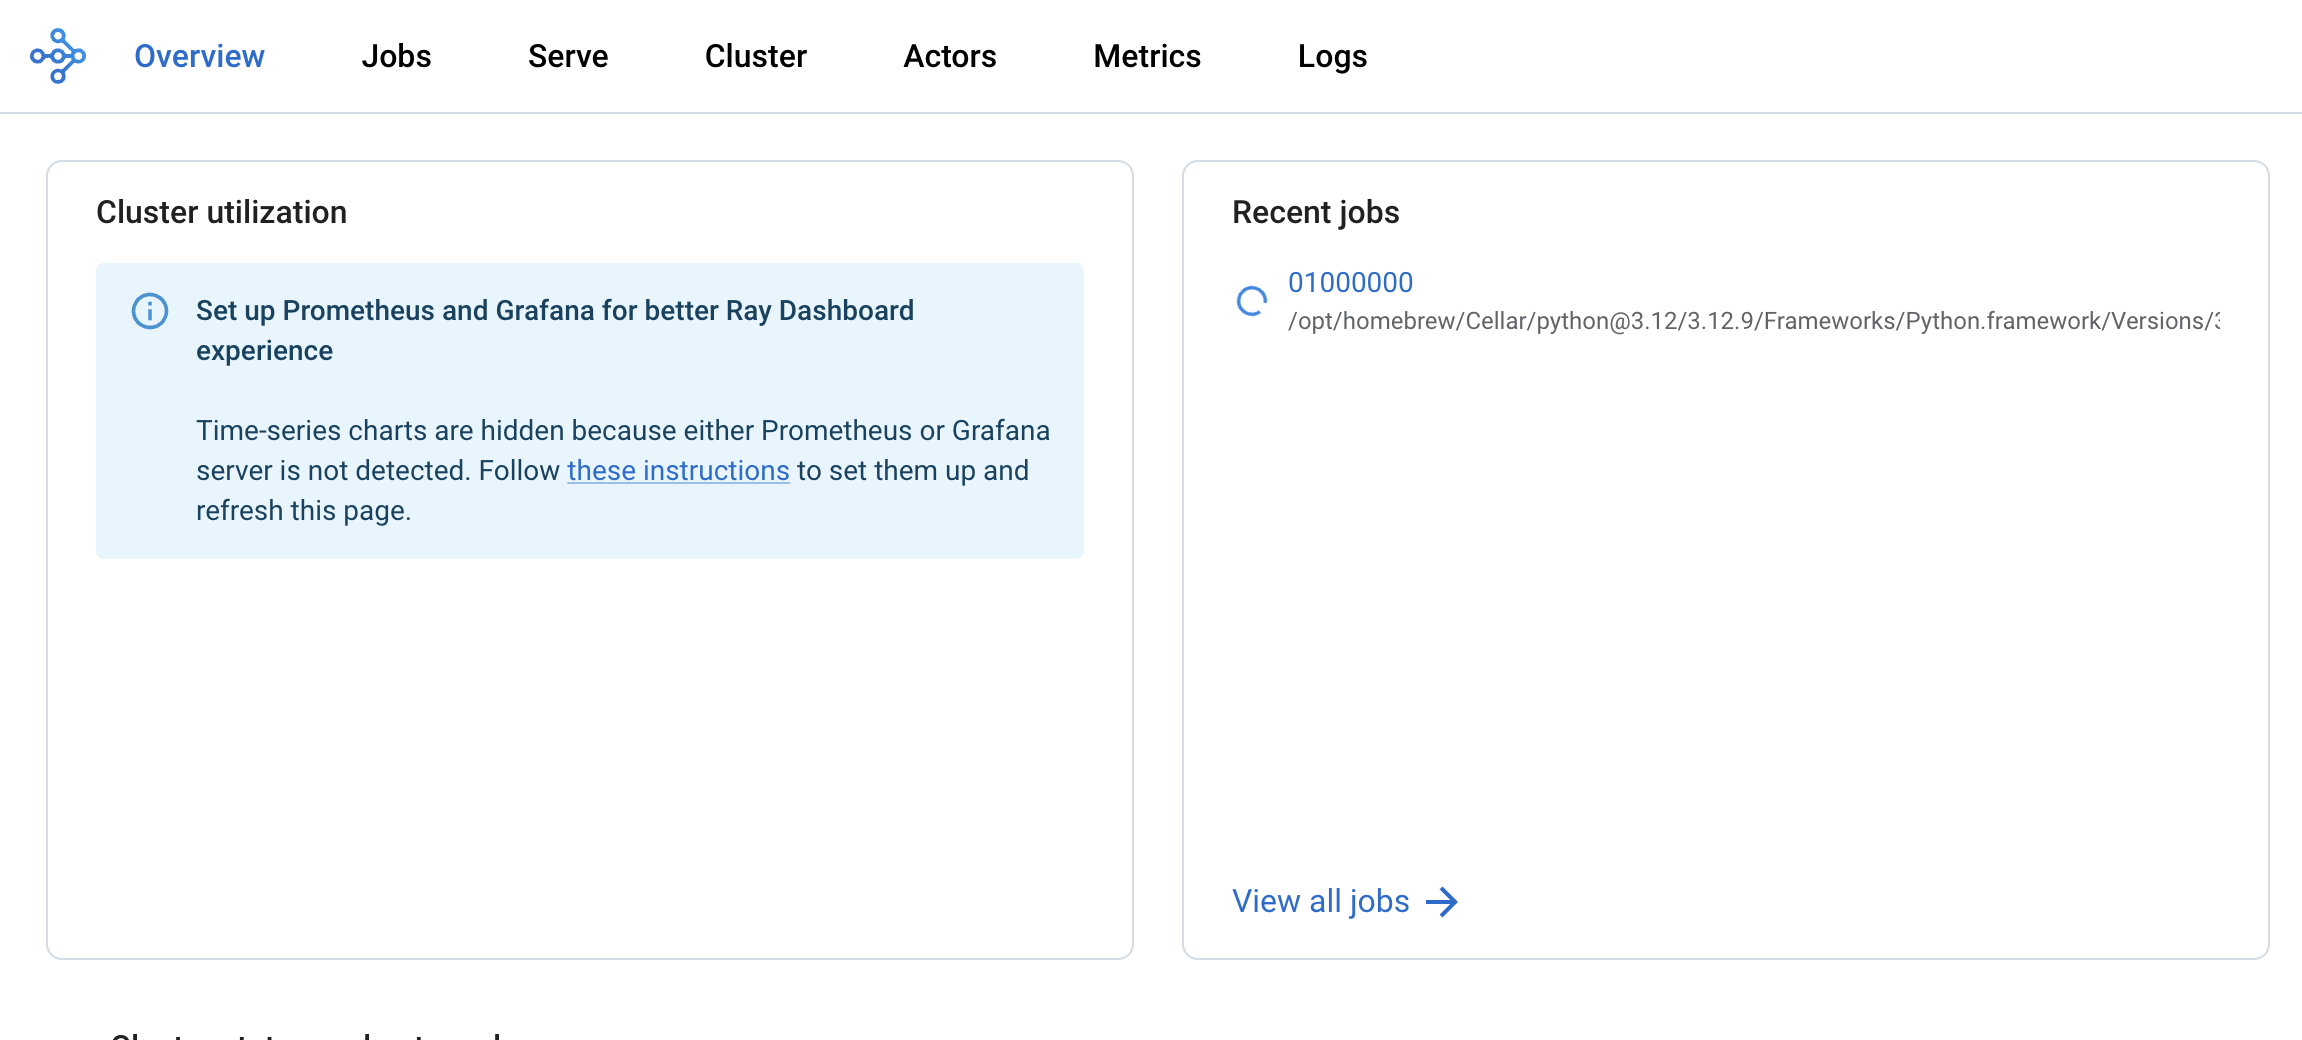 Overview Jobs Serve Cluster Actors Metrics Logs
Cluster utilization
Set up Prometheus and Grafana for better Ray Dashboard
experience
Time-series charts are hidden because either Prometheus or Grafana
server is not detected. Follow these instructions to set them up and
refresh this page.
Recent jobs
01000000
/opt/homebrew/Cellar/python@3.12/3.12.9/Frameworks/Python.framework/Versions/
View all jobs